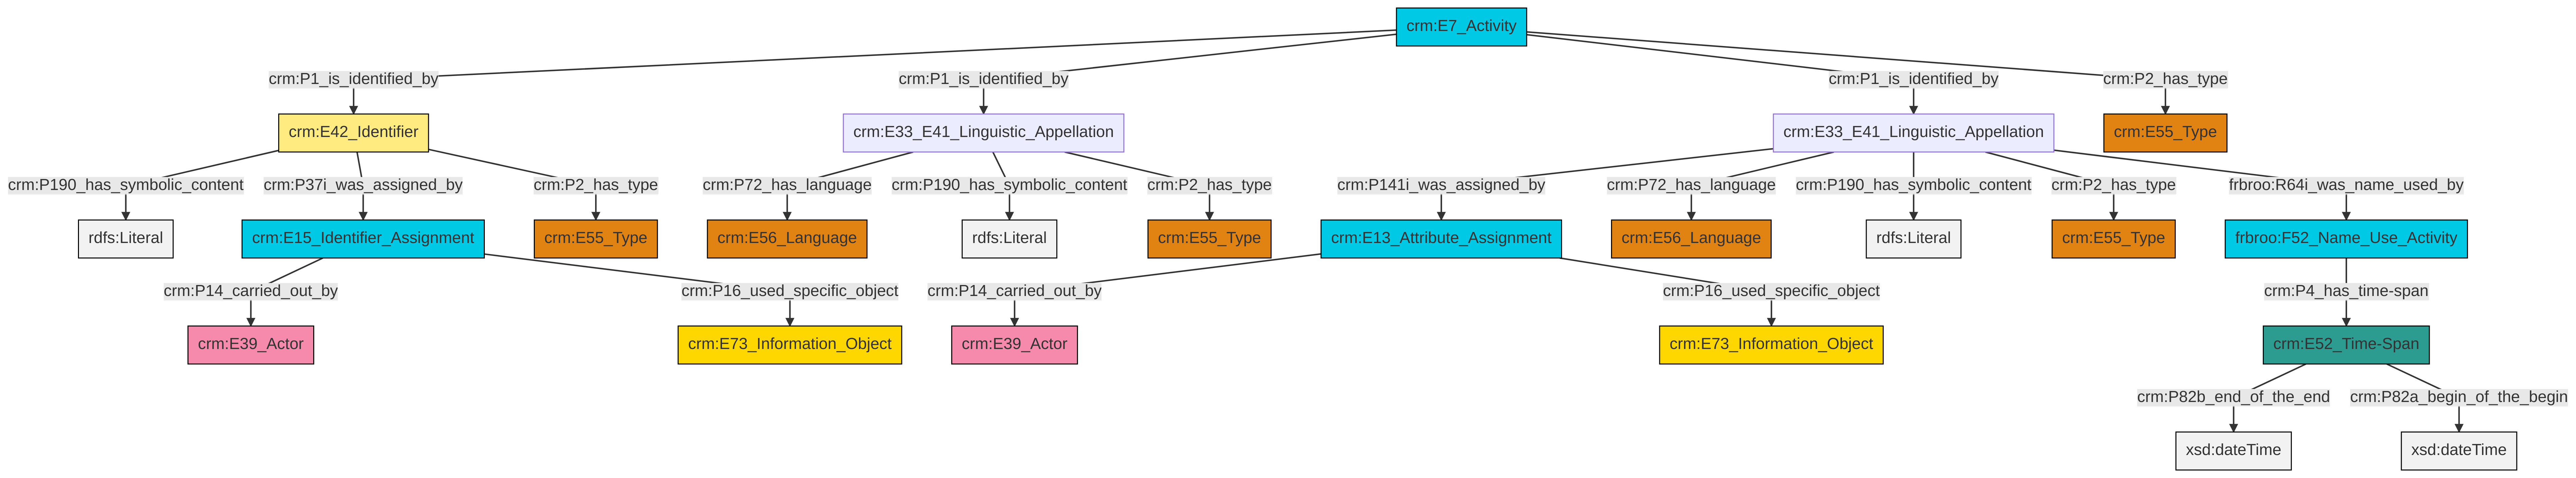 crm:E7_Activity
crm:P1_is_identified_by
crm:P1_is_identified_by
crm:P1_is_identified_by
crm:P2_has_type
crm:E42_Identifier
crm:E33_E41_Linguistic_Appellation
crm:E33_E41_Linguistic_Appellation
crm:E55_Type
crm:P190_has_symbolic_content
crm:P37i_was_assigned_by
crm:P2_has_type
crm:P72_has_language
crm:P190_has_symbolic_content
crm:P2_has_type
crm:P141i_was_assigned_by
crm:P72_has_language
crm:P190_has_symbolic_content
crm:P2_has_type
frbroo:R64i_was_name_used_by
rdfs:Literal
crm:E15_Identifier_Assignment
crm:E55_Type
crm:E56_Language
rdfs:Literal
crm:E55_Type
crm:E13_Attribute_Assignment
crm:E56_Language
rdfs:Literal
crm:E55_Type
frbroo:F52_Name_Use_Activity
crm:P14_carried_out_by
crm:P16_used_specific_object
crm:P14_carried_out_by
crm:P16_used_specific_object
crm:P4_has_time-span
crm:E39_Actor
crm:E73_Information_Object
crm:E39_Actor
crm:E73_Information_Object
crm:E52_Time-Span
crm:P82b_end_of_the_end
crm:P82a_begin_of_the_begin
xsd:dateTime
xsd:dateTime